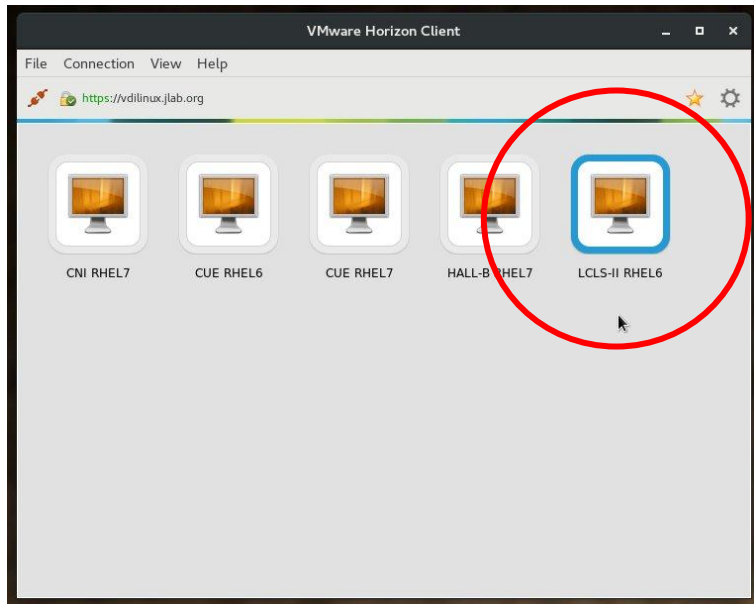 VMware Horizon Client
File Connection View Help
https://vdilinux.jlab.org
CNI RHEL7 CUE RHEL6 CUE RHEL7 HALL-B RHEL7 LCLS-II RHEL6